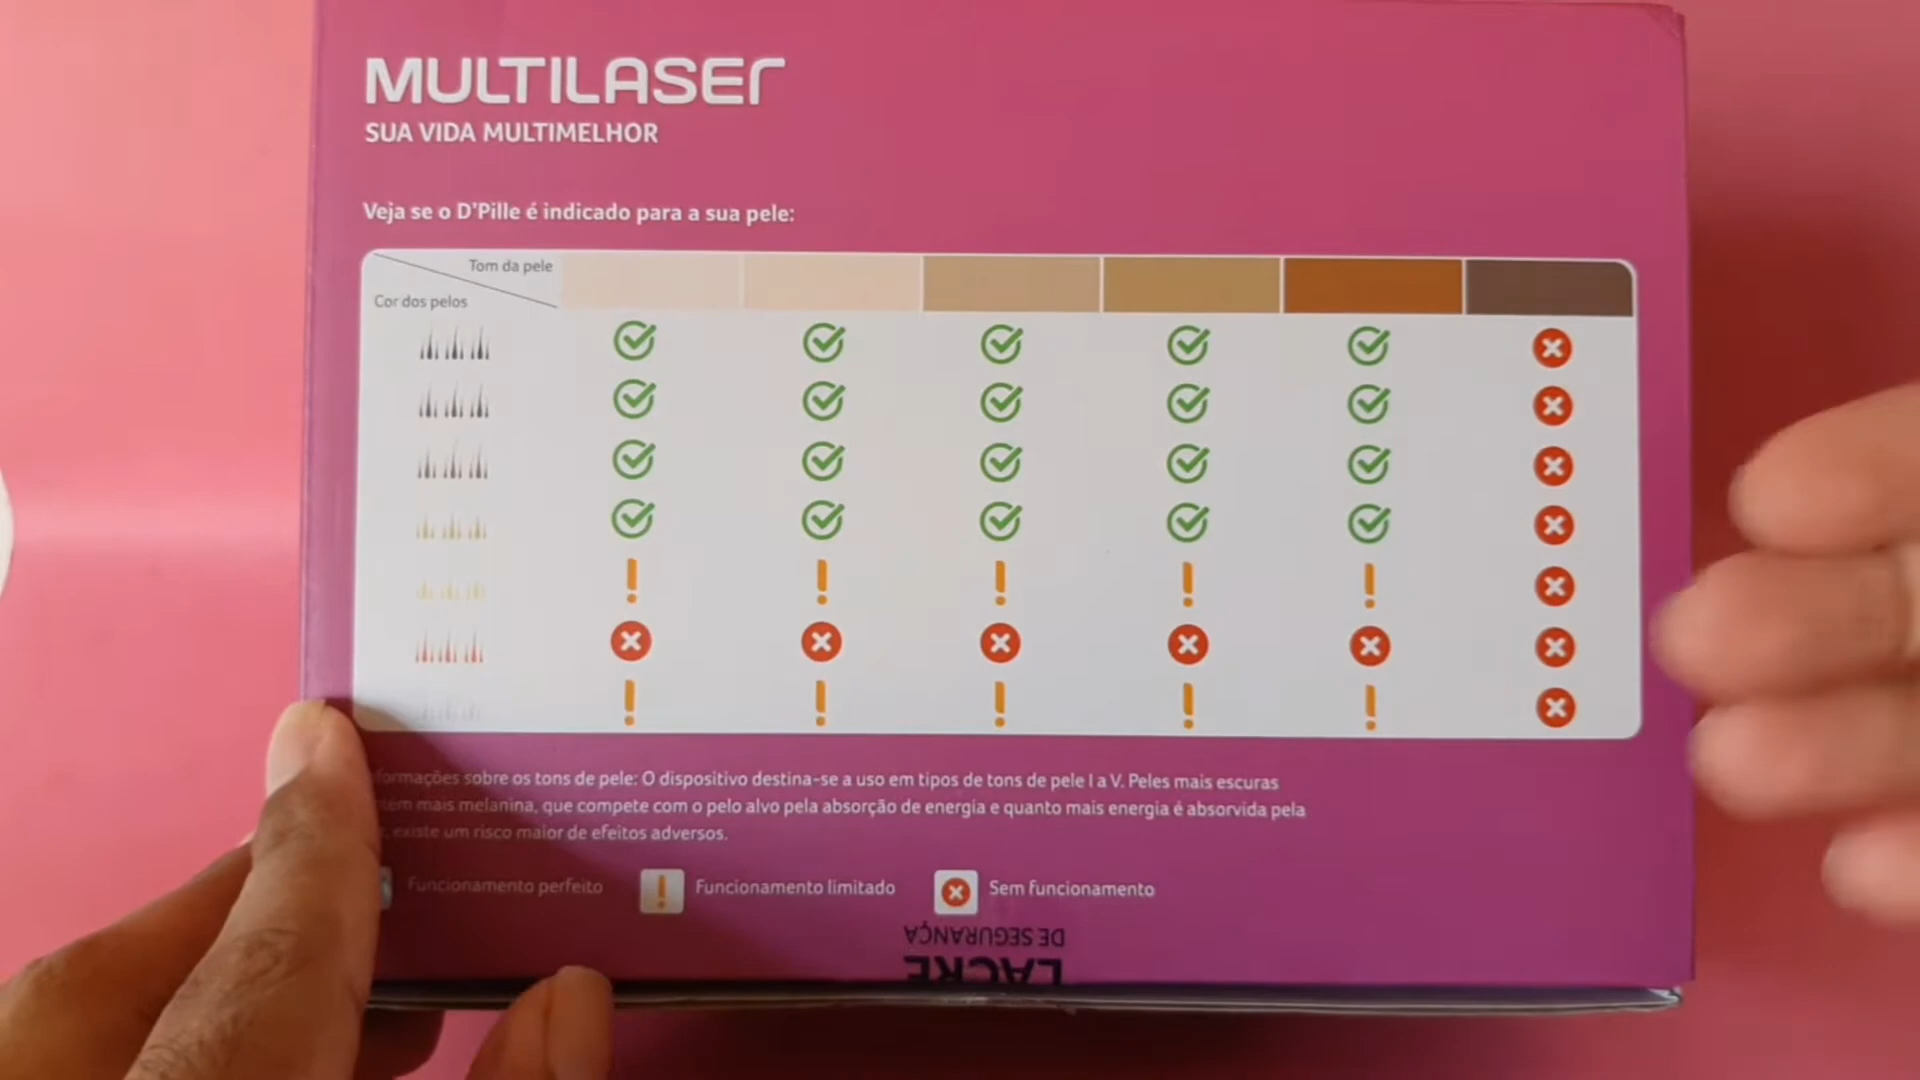 MULTILASER
SUA VIDA MULTIMELHOR
Veja se o D'Pille é indicado para a sua pele:
Tom da pele
Cor dos pelos
sobre os tons de pele: O dispositivo destina-se a uso em tipos de tons de pele I a V. Peles mais escuras
mais melanina, que compete com o pelo alvo pela absorção de energia e quanto mais energia é absorvida pela
existe um risco maior de efeitos adversos.
Funcionamento perfeito
Funcionamento limitado
Sem funcionamento
LACRE
DE SEGURANÇA